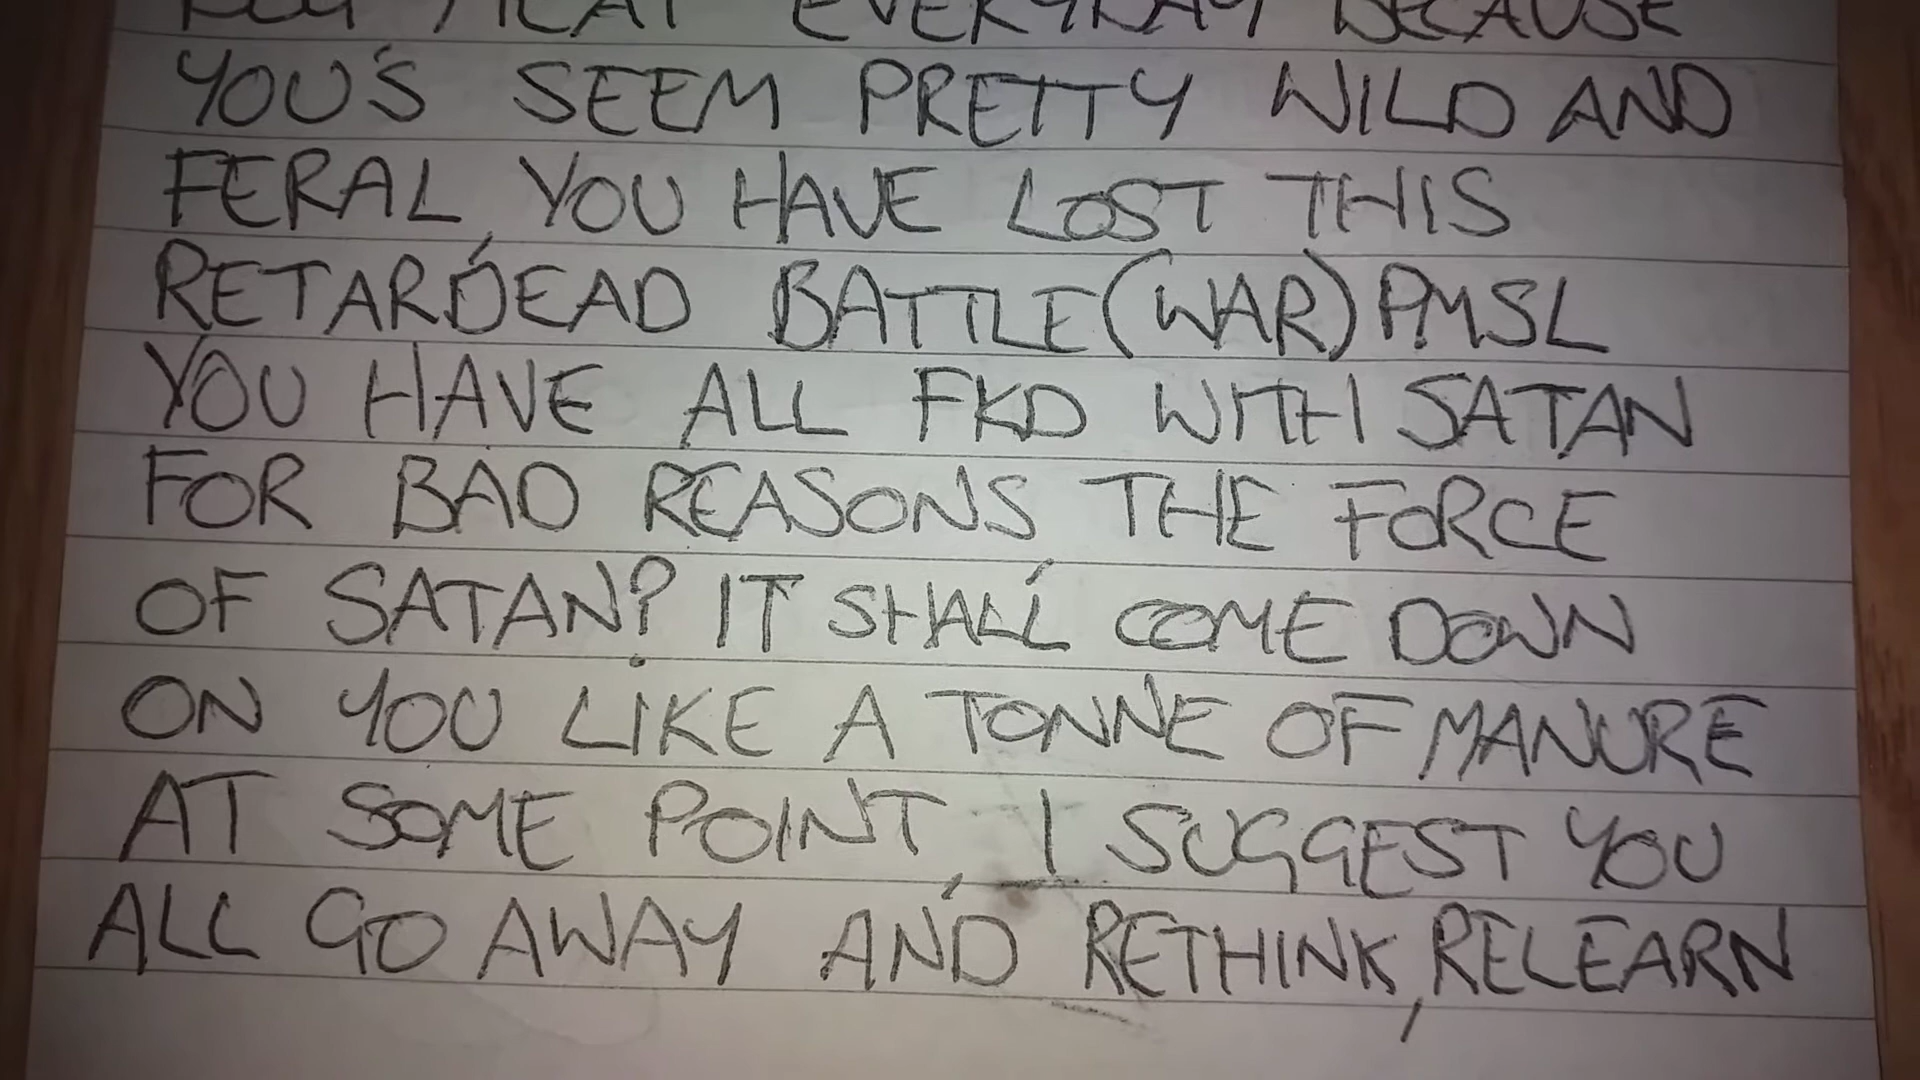 EVERYDAY BECAUSE
YOU'S SEEM PRETTY WILD AND
FERAL, YOU HAVE LOST THIS
RETARDEAD BATTLE (WAR) PMSL
YOU HAVE ALL FKD WITH SATAN
FOR BAD REASONS, THE FORCE
OF SATAN? IT SHALL COME DOWN
ON YOU LIKE A TONNE OF MANURE
AT SOME POINT, I SUGGEST YOU
ALL GO AWAY AND RETHINK, RELEARN